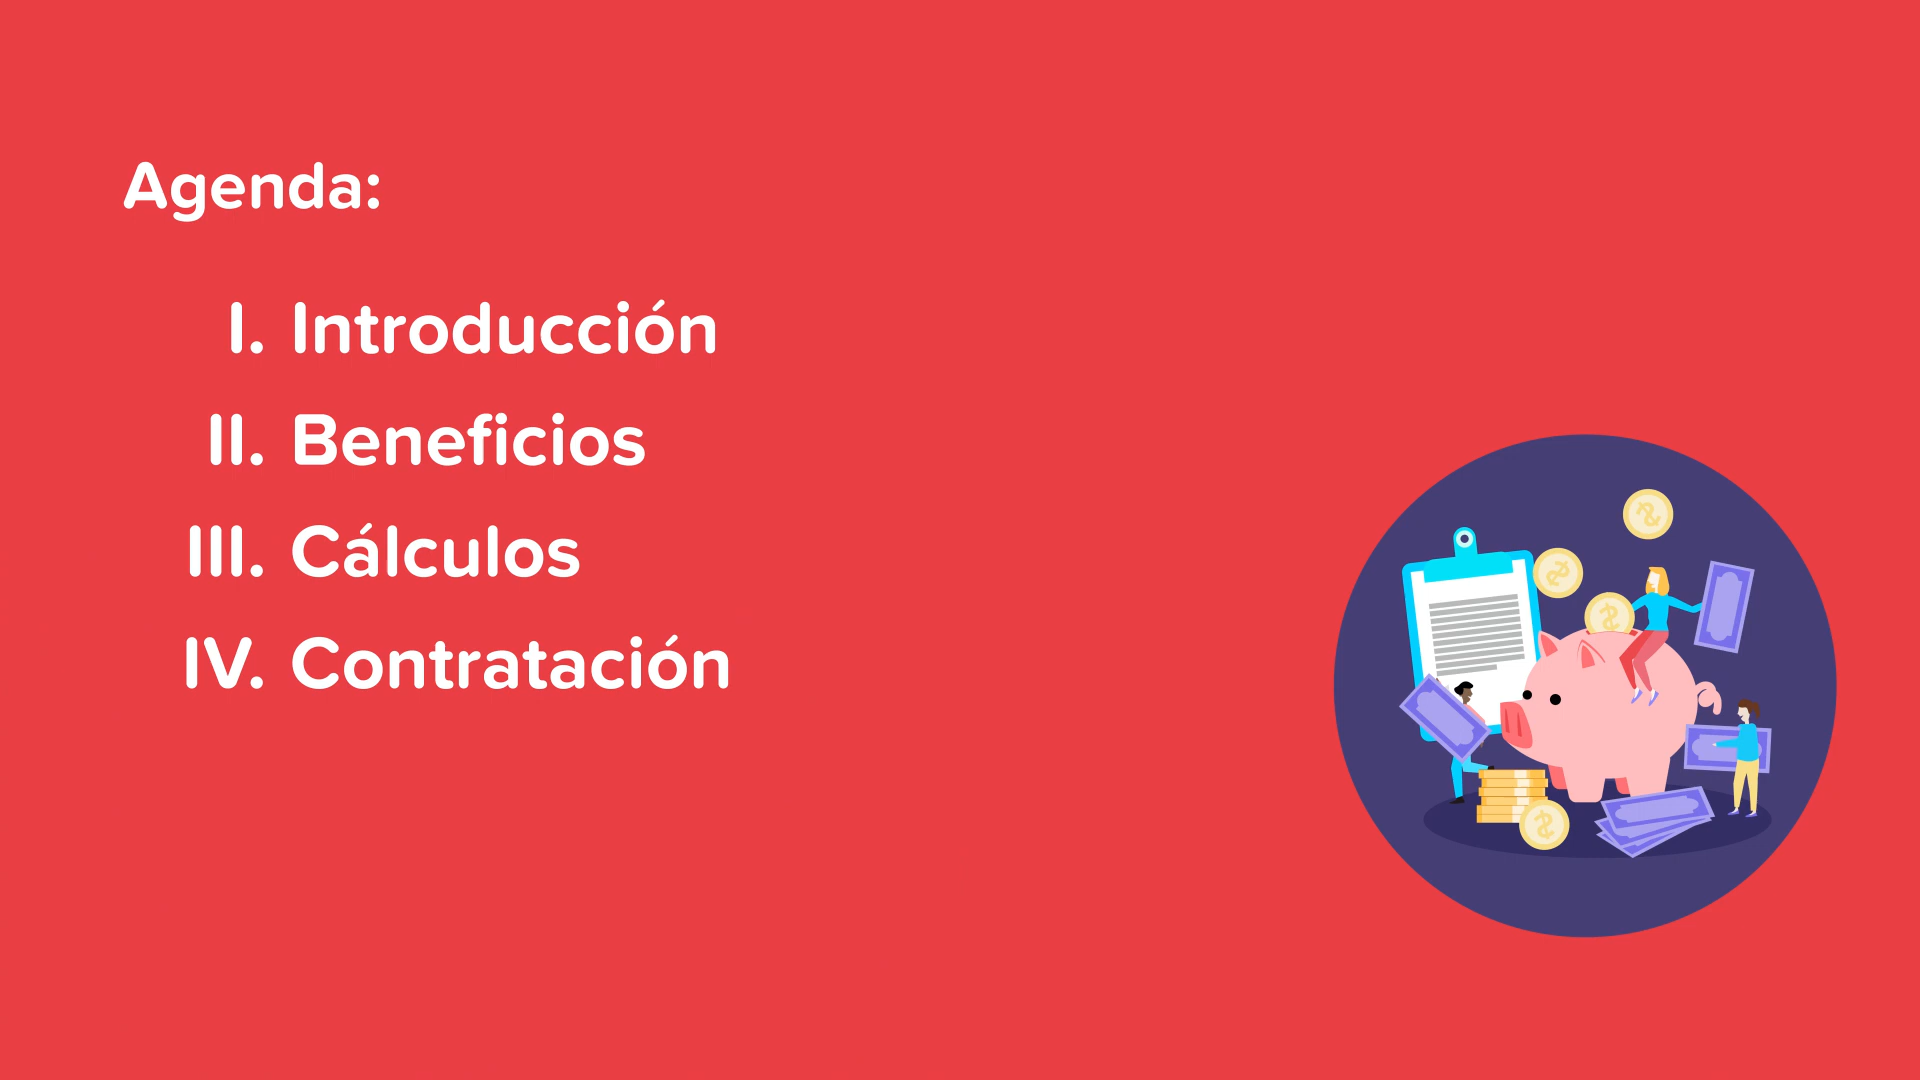 Agenda:
I. Introducción
II. Beneficios
III. Cálculos
IV. Contratación